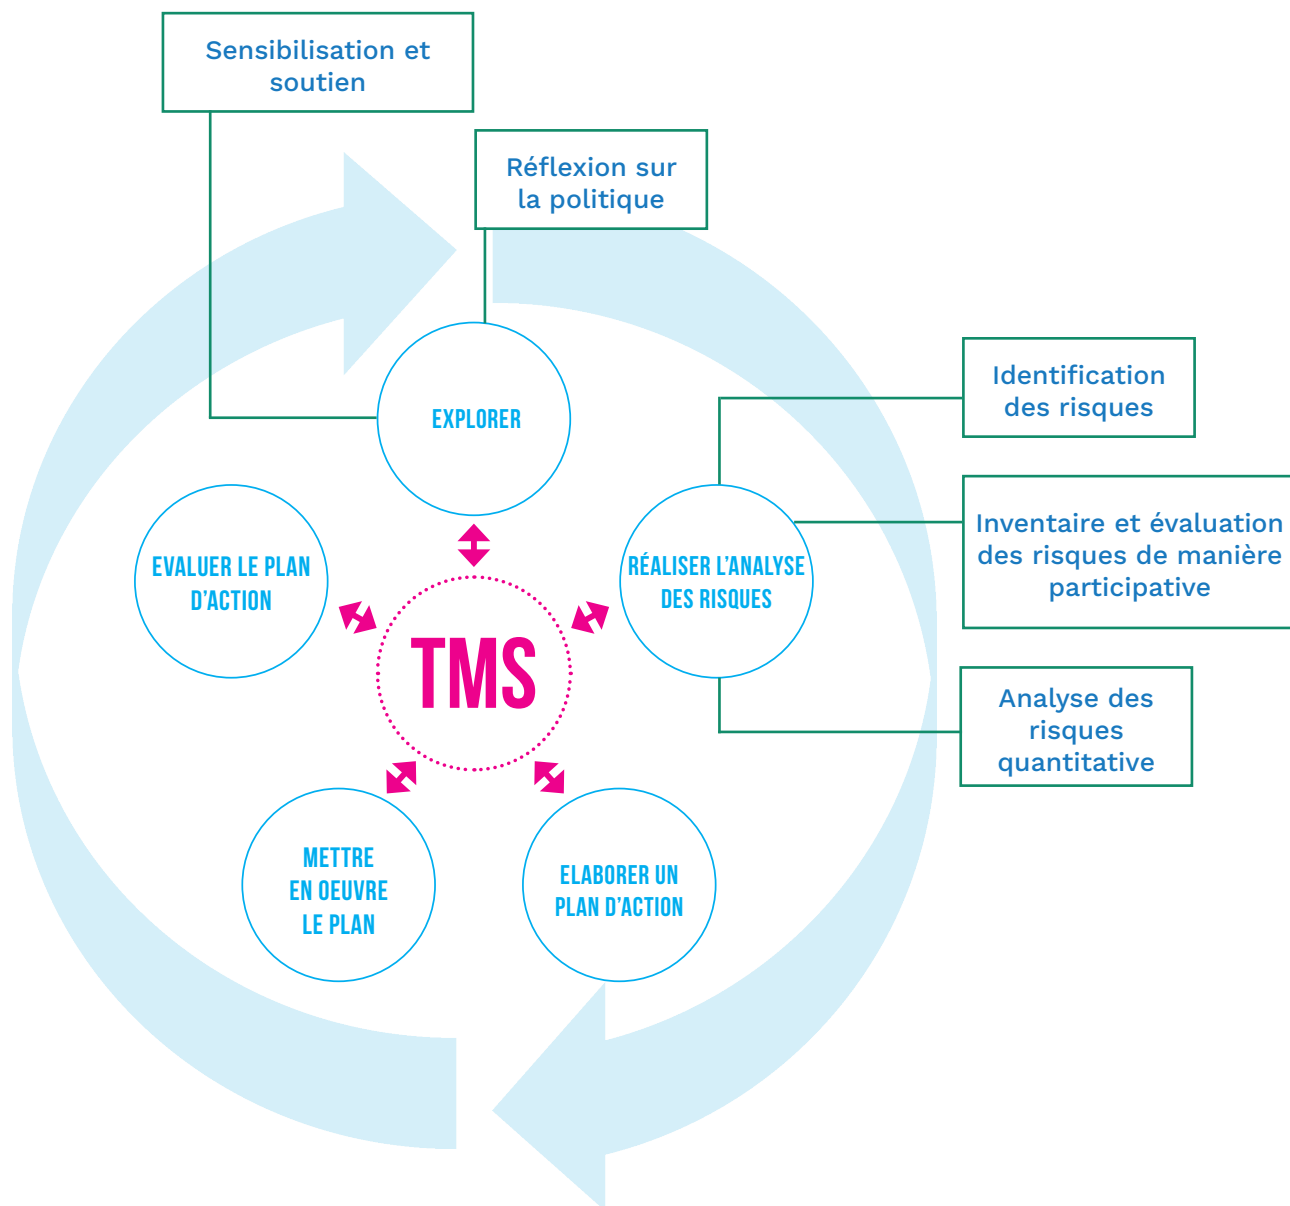 Sensibilisation et
soutien
Réflexion sur
la politique
EXPLORER
Identification
des risques
Inventaire et évaluation
des risques de manière
participative
RÉALISER L'ANALYSE
DES RISQUES
Analyse des
risques
quantitative
EVALUER LE PLAN
D'ACTION
TMS
METTRE
EN OEUVRE
LE PLAN
ELABORER UN
PLAN D'ACTION